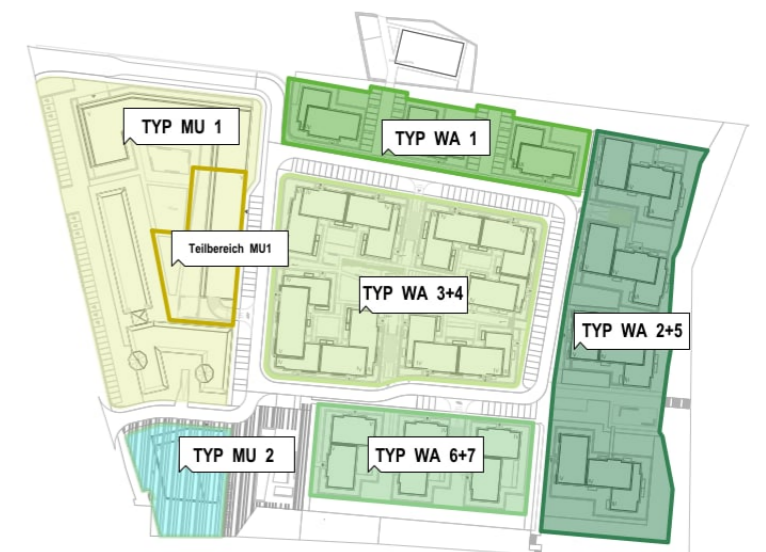 TYP MU 1
TYP WA 1
Teilbereich MU1
TYP WA 3+4
TYP WA 2+5
TYP MU 2
TYP WA 6+7